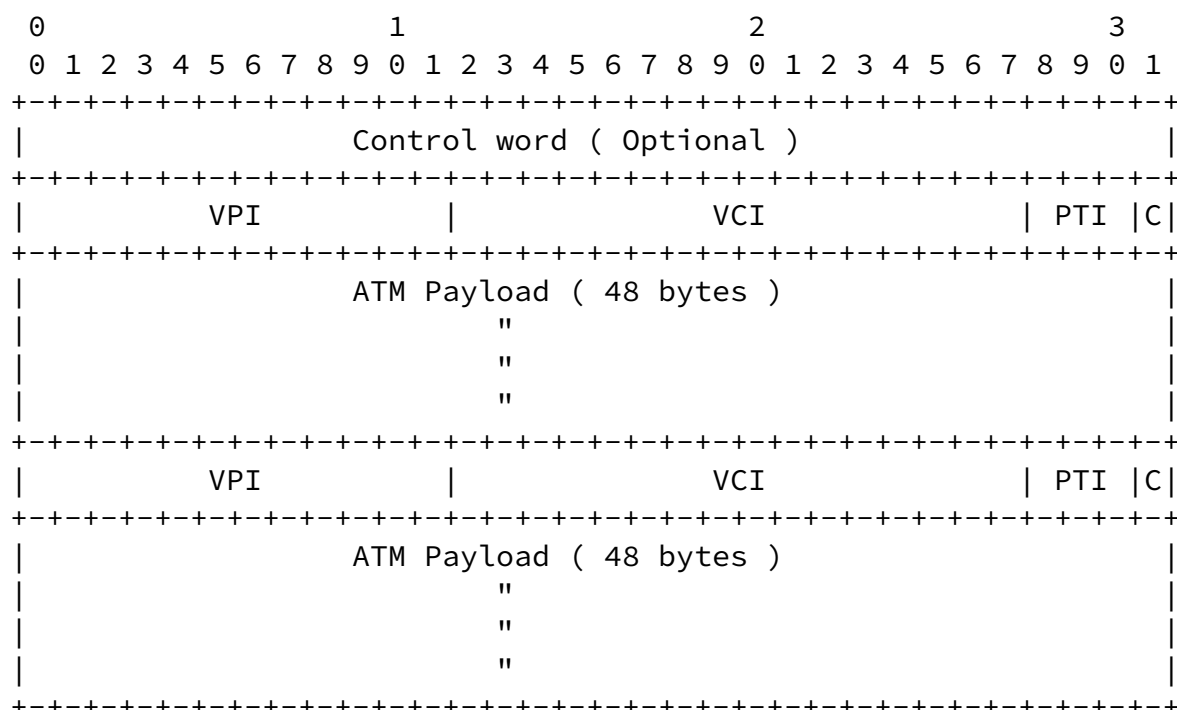 0                   1                   2                   3
 0 1 2 3 4 5 6 7 8 9 0 1 2 3 4 5 6 7 8 9 0 1 2 3 4 5 6 7 8 9 0 1
+-+-+-+-+-+-+-+-+-+-+-+-+-+-+-+-+-+-+-+-+-+-+-+-+-+-+-+-+-+-+-+-+
|                  Control word ( Optional )                    |
+-+-+-+-+-+-+-+-+-+-+-+-+-+-+-+-+-+-+-+-+-+-+-+-+-+-+-+-+-+-+-+-+
|          VPI          |              VCI              | PTI |C|
+-+-+-+-+-+-+-+-+-+-+-+-+-+-+-+-+-+-+-+-+-+-+-+-+-+-+-+-+-+-+-+-+
|                  ATM Payload ( 48 bytes )                     |
|                          "                                    |
|                          "                                    |
|                          "                                    |
+-+-+-+-+-+-+-+-+-+-+-+-+-+-+-+-+-+-+-+-+-+-+-+-+-+-+-+-+-+-+-+-+
|          VPI          |              VCI              | PTI |C|
+-+-+-+-+-+-+-+-+-+-+-+-+-+-+-+-+-+-+-+-+-+-+-+-+-+-+-+-+-+-+-+-+
|                  ATM Payload ( 48 bytes )                     |
|                          "                                    |
|                          "                                    |
|                          "                                    |
+-+-+-+-+-+-+-+-+-+-+-+-+-+-+-+-+-+-+-+-+-+-+-+-+-+-+-+-+-+-+-+-+